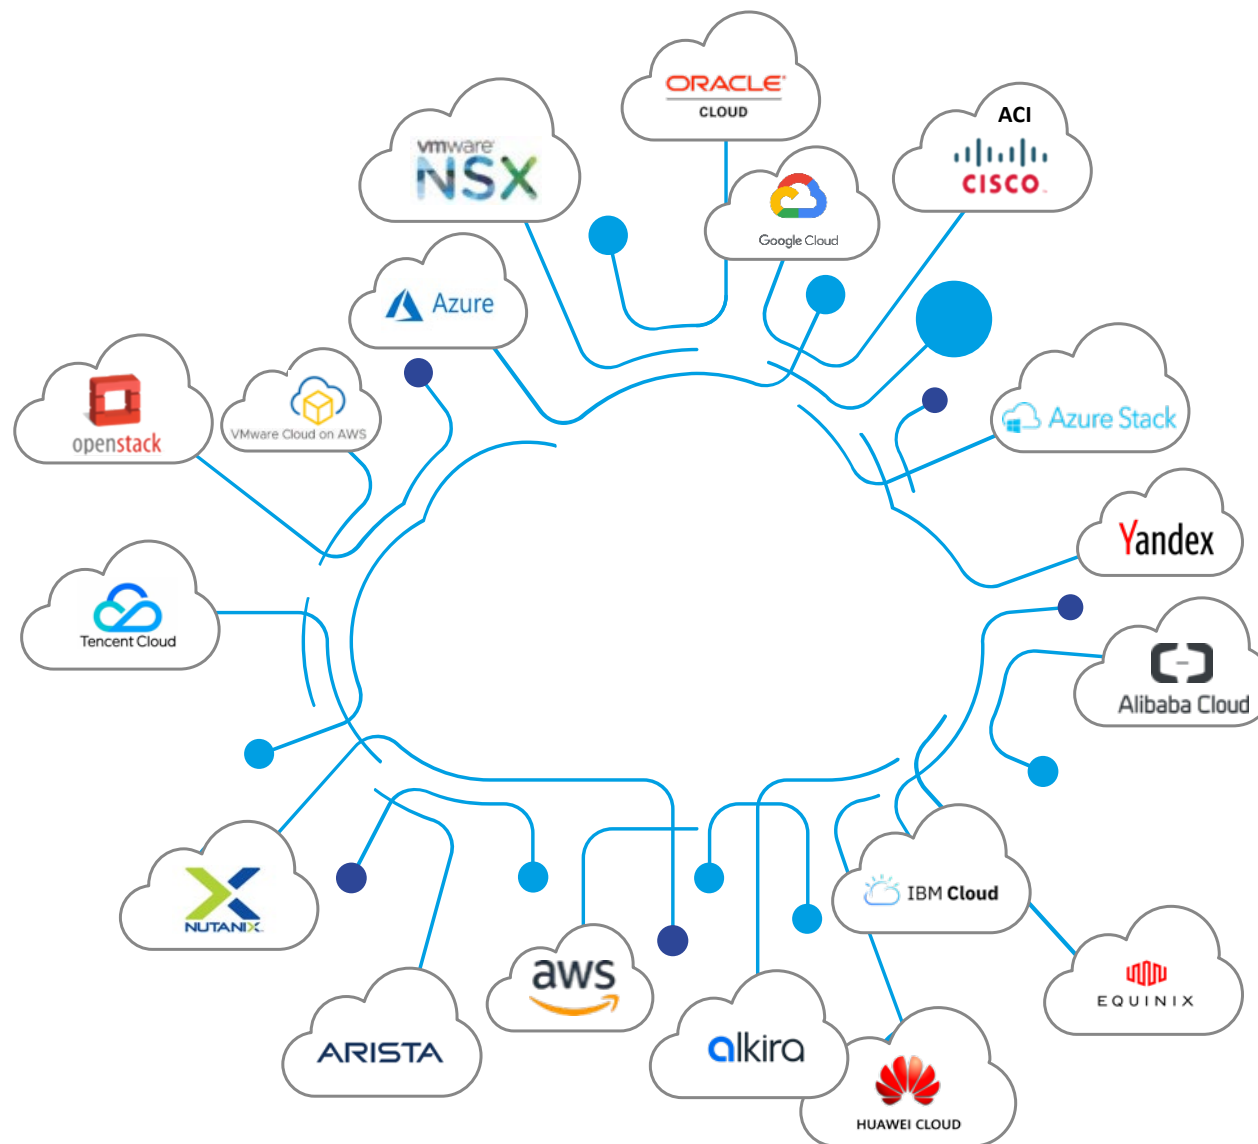 ORACLE
CLOUD
ACI
CISCO
vmware
NSX
Google Cloud
Azure
Azure Stack
openstack
VMware Cloud on AWS
Yandex
Tencent Cloud
Alibaba Cloud
NUTANIX
IBM Cloud
EQUINIX
aws
ARISTA
alkira
HUAWEI CLOUD